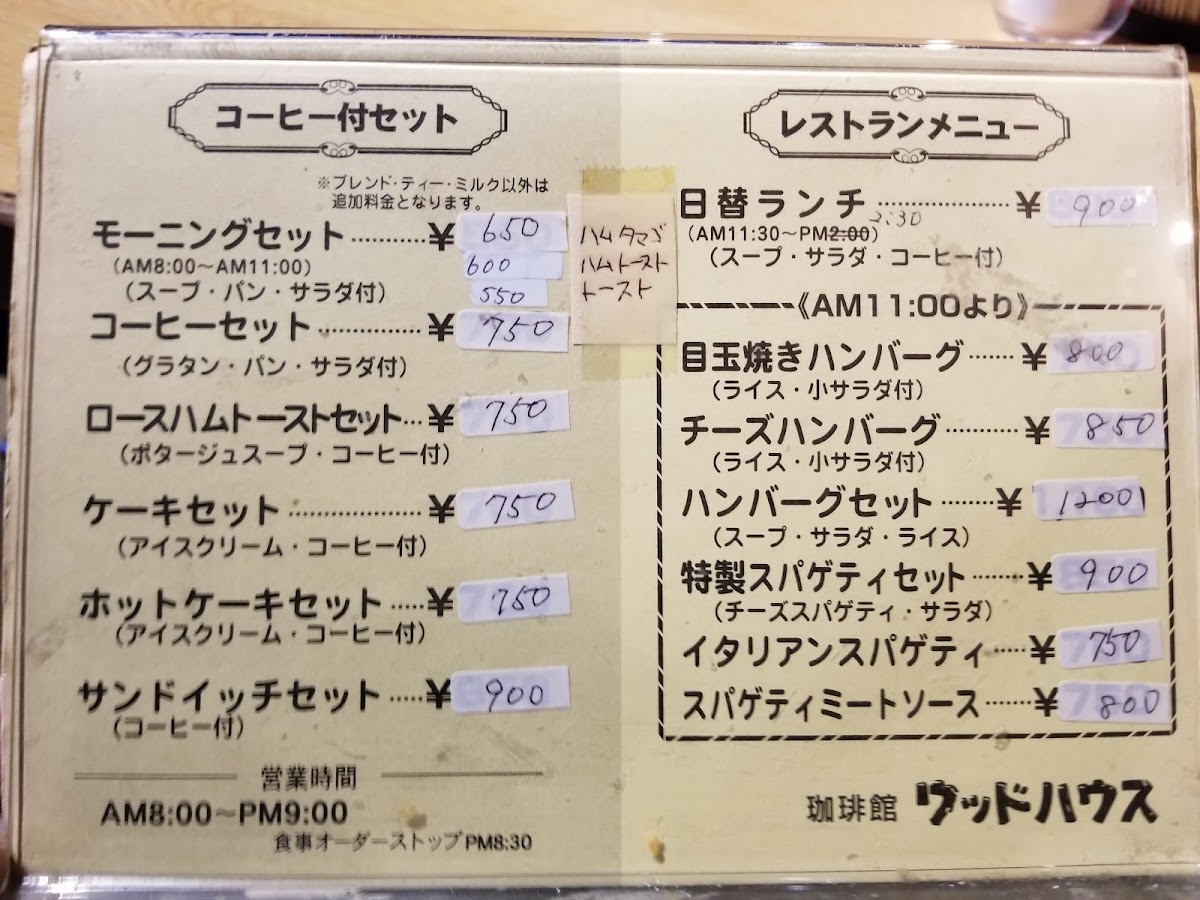 コーヒー付セット
※ブレンド・ティー・ミルク以外は
追加料金となります。
モーニングセット…………¥ 650
(AM8:00〜AM11:00) 600
(スープ・パン・サラダ付) 550
ハムタマゴ
ハムトースト
トースト
コーヒーセット……………¥ 750
(グラタン・パン・サラダ付)
ロースハムトーストセット…¥ 750
(ポタージュスープ・コーヒー付)
ケーキセット…………………¥ 750
(アイスクリーム・コーヒー付)
ホットケーキセット……¥ 750
(アイスクリーム・コーヒー付)
サンドイッチセット……¥ 900
(コーヒー付)
営業時間
AM8:00〜PM9:00
食事オーダーストップPM8:30
レストランメニュー
日替ランチ…………………¥ 900
2:30
(AM11:30〜PM2:00)
(スープ・サラダ・コーヒー付)
《AM11:00より》
目玉焼きハンバーグ……¥ 800
(ライス・小サラダ付)
チーズハンバーグ…………¥ 850
(ライス・小サラダ付)
ハンバーグセット………¥ 1200
(スープ・サラダ・ライス)
特製スパゲティセット………¥ 900
(チーズスパゲティ・サラダ)
イタリアンスパゲティ……¥ 750
スパゲティミートソース………¥ 800
珈琲館 ウッドハウス